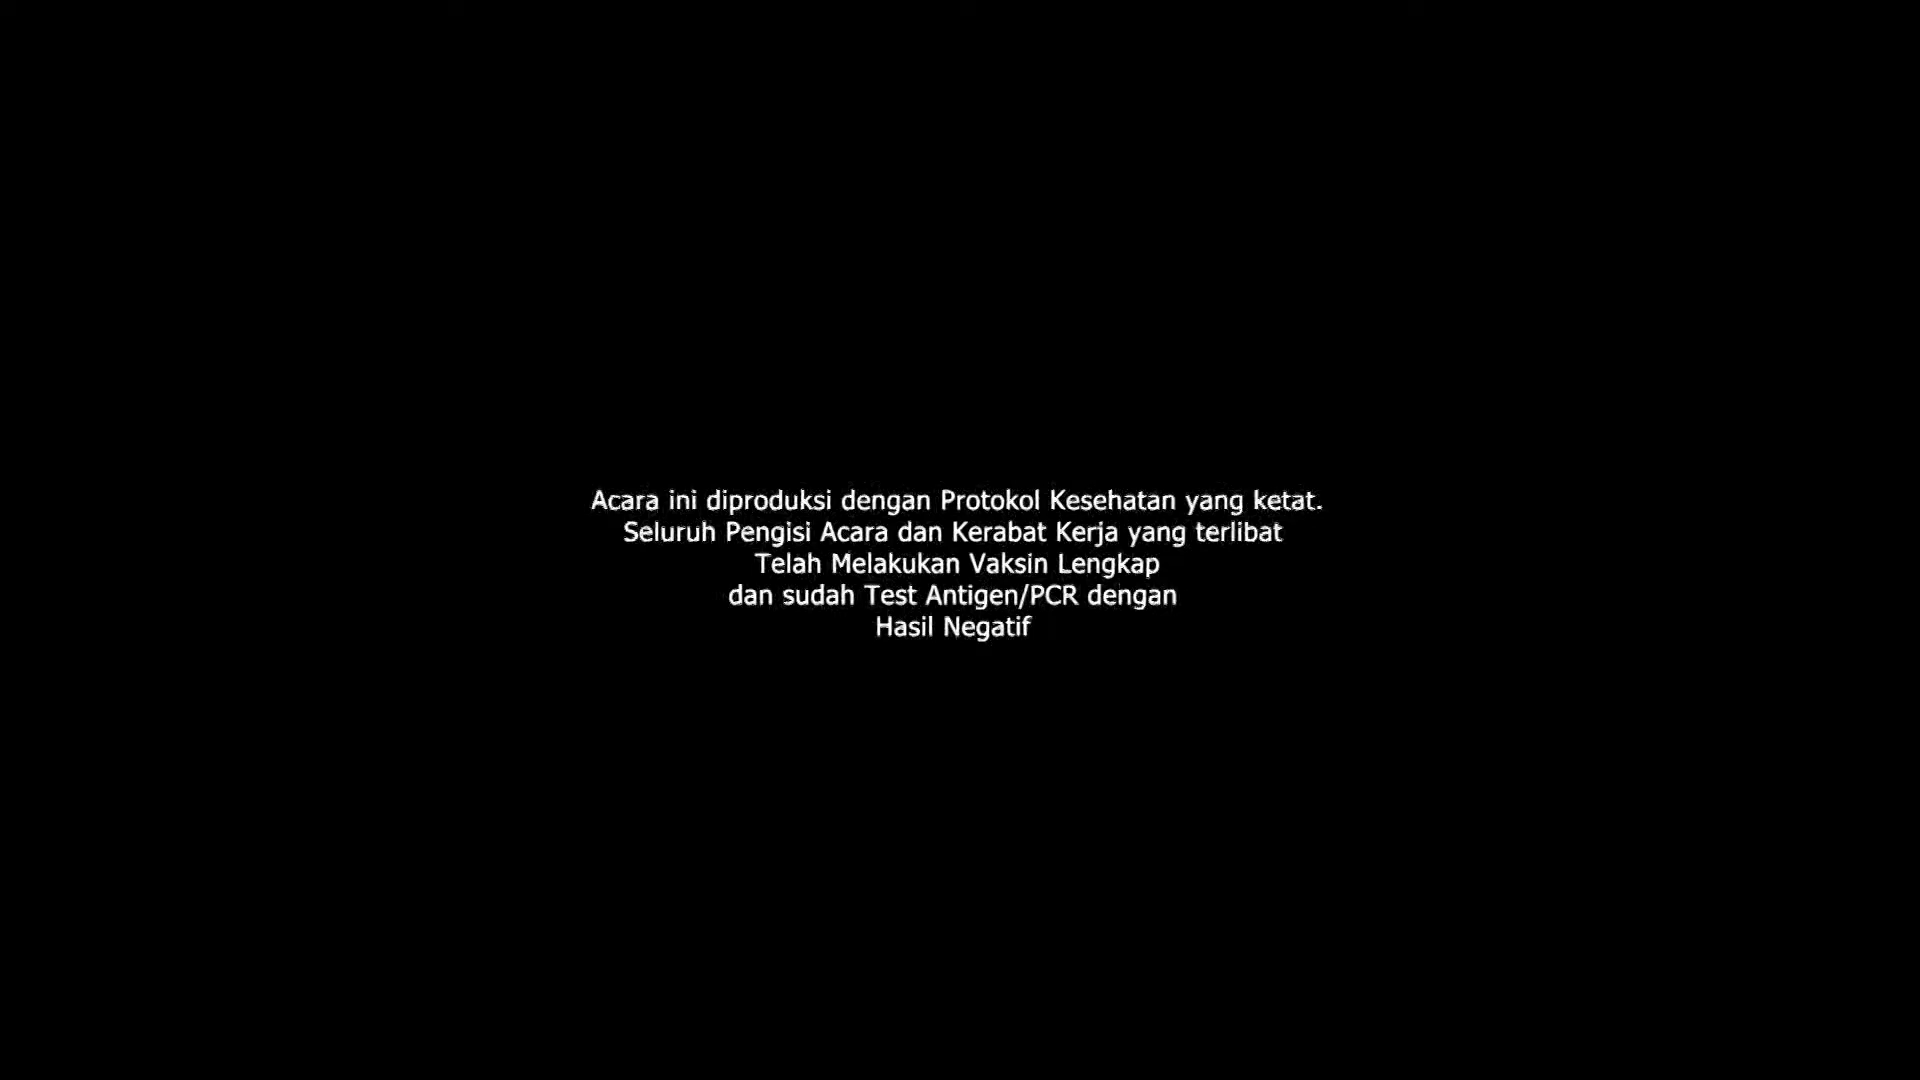 Acara ini diproduksi dengan Protokol Kesehatan yang ketat.
Seluruh Pengisi Acara dan Kerabat Kerja yang terlibat
Telah Melakukan Vaksin Lengkap
dan sudah Test Antigen/PCR dengan
Hasil Negatif